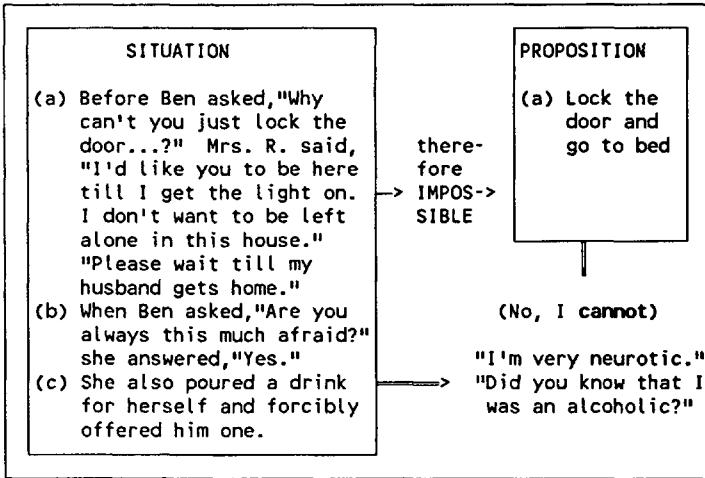 SITUATION
(a) Before Ben asked,"Why
can't you just lock the
door...?" Mrs. R. said,
"I'd like you to be here
till I get the light on.
I don't want to be left
alone in this house."
"Please wait till my
husband gets home."
(b) When Ben asked,"Are you
always this much afraid?"
she answered,"Yes."
(c) She also poured a drink
for herself and forcibly
offered him one.
there-
fore
IMPOS->
SIBLE
PROPOSITION
(a) Lock the
door and
go to bed
(No, I cannot)
"I'm very neurotic."
"Did you know that I
was an alcoholic?"